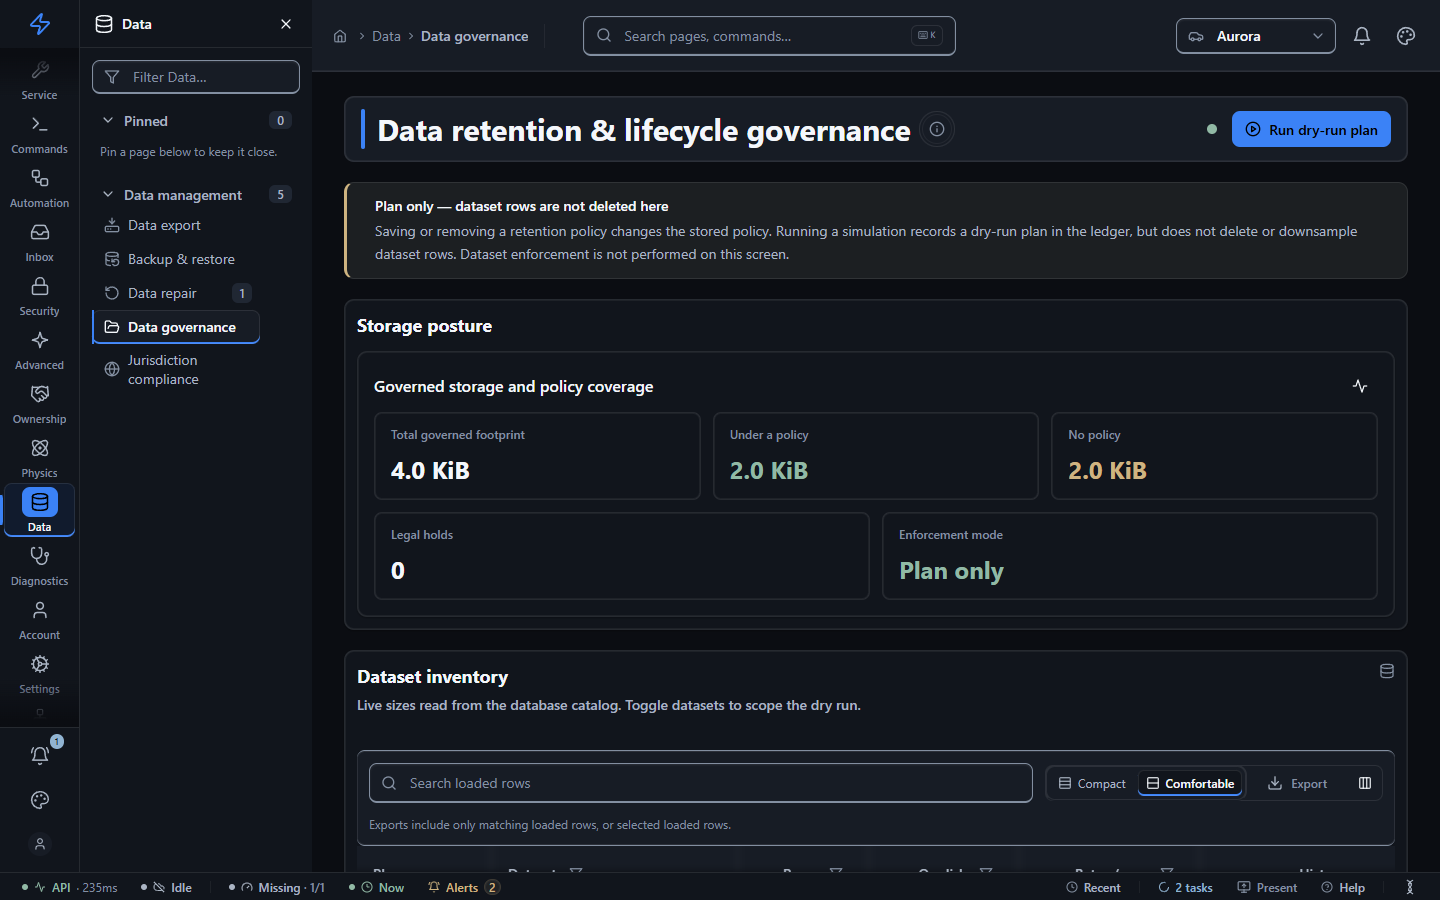 Service
Commands
Automation
Inbox
Security
Advanced
Ownership
Physics
Data
Diagnostics
Account
Settings
1
Data
Filter Data...
Pinned
0
Pin a page below to keep it close.
Data management
5
Data export
Backup & restore
Data repair
1
Data governance
Jurisdiction
compliance
Data
Data governance
Search pages, commands...
K
Aurora
Data retention & lifecycle governance
Run dry-run plan
Plan only — dataset rows are not deleted here
Saving or removing a retention policy changes the stored policy. Running a simulation records a dry-run plan in the ledger, but does not delete or downsample
dataset rows. Dataset enforcement is not performed on this screen.
Storage posture
Governed storage and policy coverage
Total governed footprint
4.0 KiB
Under a policy
2.0 KiB
No policy
2.0 KiB
Legal holds
0
Enforcement mode
Plan only
Dataset inventory
Live sizes read from the database catalog. Toggle datasets to scope the dry run.
Search loaded rows
Compact
Comfortable
Export
Exports include only matching loaded rows, or selected loaded rows.
API · 235ms
Idle
Missing · 1/1
Now
Alerts 2
Recent
2 tasks
Present
Help